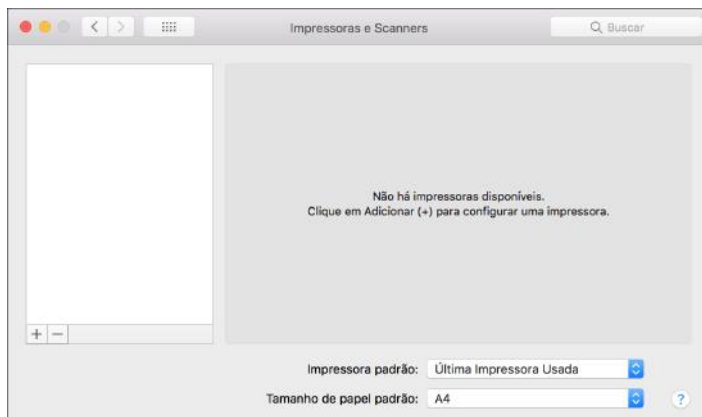 Impressoras e Scanners
Buscar
Não há impressoras disponíveis.
Clique em Adicionar (+) para configurar uma impressora.
+ −
Impressora padrão: Última Impressora Usada
Tamanho de papel padrão: A4 ?